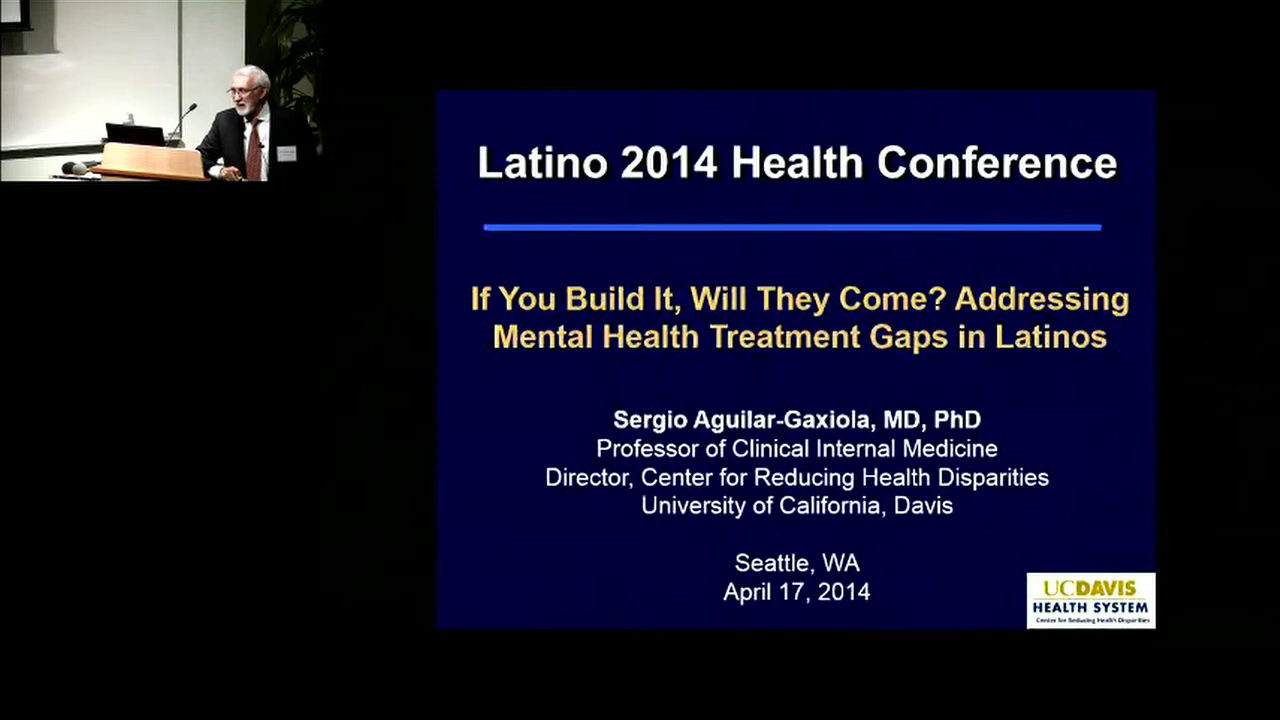 Latino 2014 Health Conference
If You Build It, Will They Come? Addressing
Mental Health Treatment Gaps in Latinos
Sergio Aguilar-Gaxiola, MD, PhD
Professor of Clinical Internal Medicine
Director, Center for Reducing Health Disparities
University of California, Davis
Seattle, WA
April 17, 2014
UCDAVIS
HEALTH SYSTEM
Center for Reducing Health Disparities